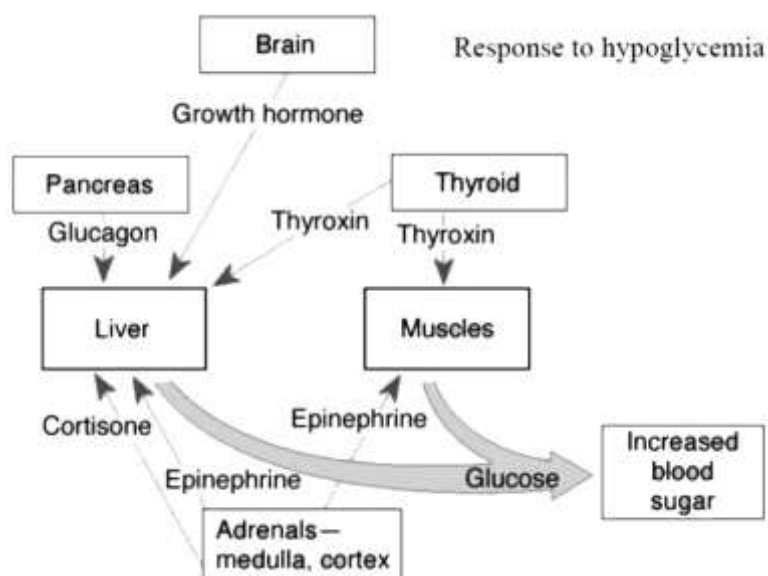 Brain
Response to hypoglycemia
Growth hormone
Pancreas
Thyroid
Glucagon
Thyroxin
Thyroxin
Liver
Muscles
Cortisone
Epinephrine
Epinephrine
Glucose
Increased
blood
sugar
Adrenals—
medulla, cortex